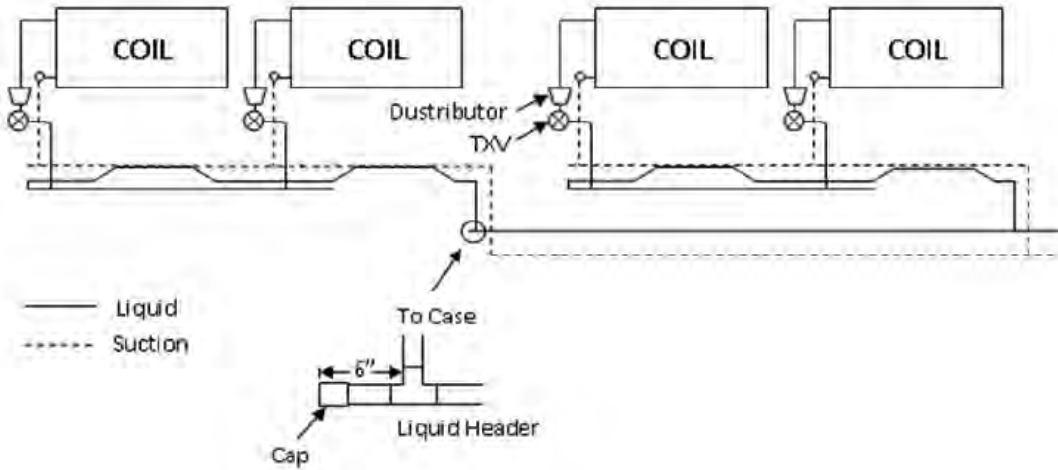 COIL
COIL
COIL
COIL
Dustributor
TXV
Liquid
Suction
To Case
6"
Liquid Header
Cap